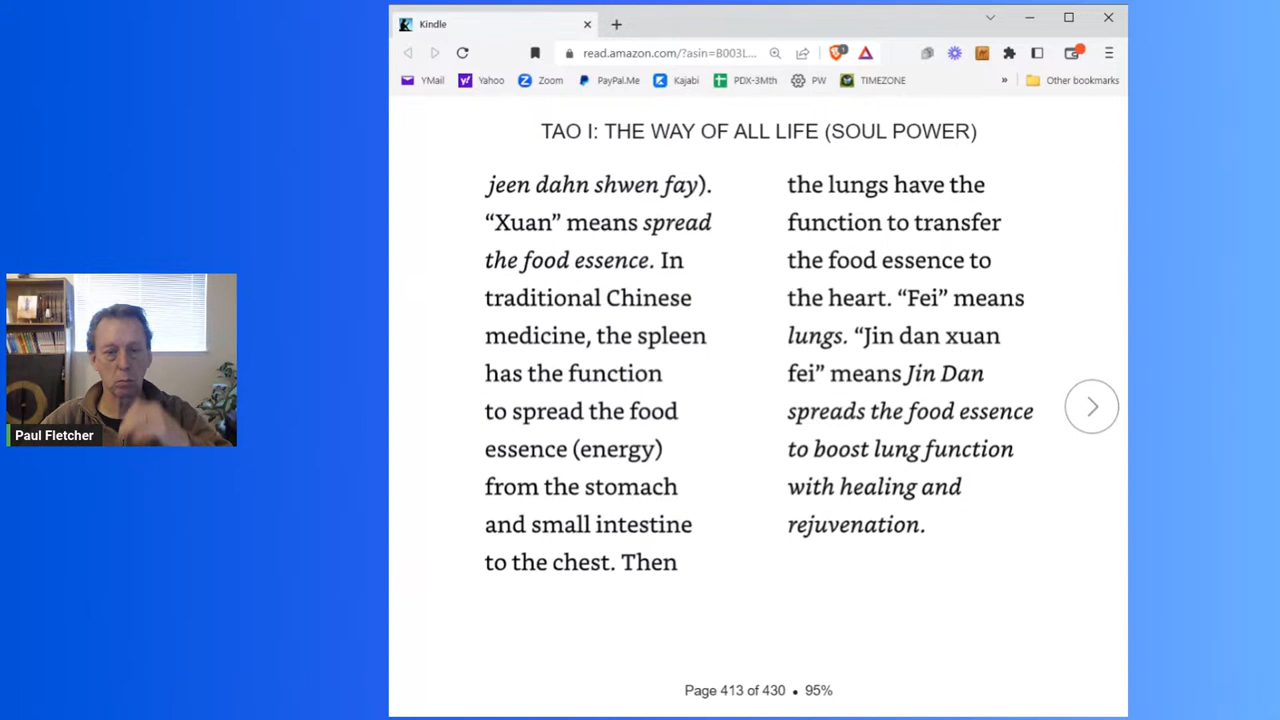 Kindle
read.amazon.com/?asin=B003L...
YMail
Yahoo
Zoom
PayPal.Me
Kajabi
PDX-3Mth
PW
TIMEZONE
»
Other bookmarks
TAO I: THE WAY OF ALL LIFE (SOUL POWER)
jeen dahn shwen fay).
“Xuan” means spread
the food essence. In
traditional Chinese
medicine, the spleen
has the function
to spread the food
essence (energy)
from the stomach
and small intestine
to the chest. Then
the lungs have the
function to transfer
the food essence to
the heart. “Fei” means
lungs. “Jin dan xuan
fei” means Jin Dan
spreads the food essence
to boost lung function
with healing and
rejuvenation.
Paul Fletcher
Page 413 of 430 • 95%